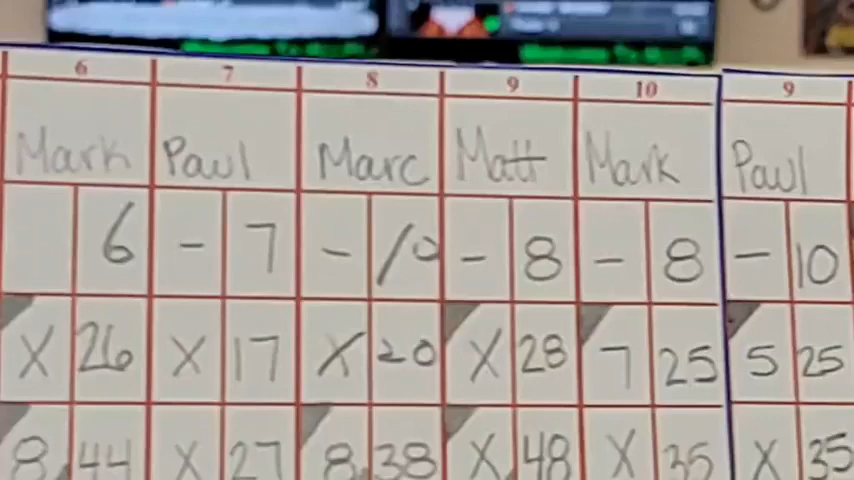 6 7 8 9 10 9
Mark Paul Marc Matt Mark Paul
6 - 7 - 10 - 8 - 8 - 10
X 26 X 17 X 20 X 28 7 25 5 25
8 44 X 27 8 38 X 48 X 35 X 35